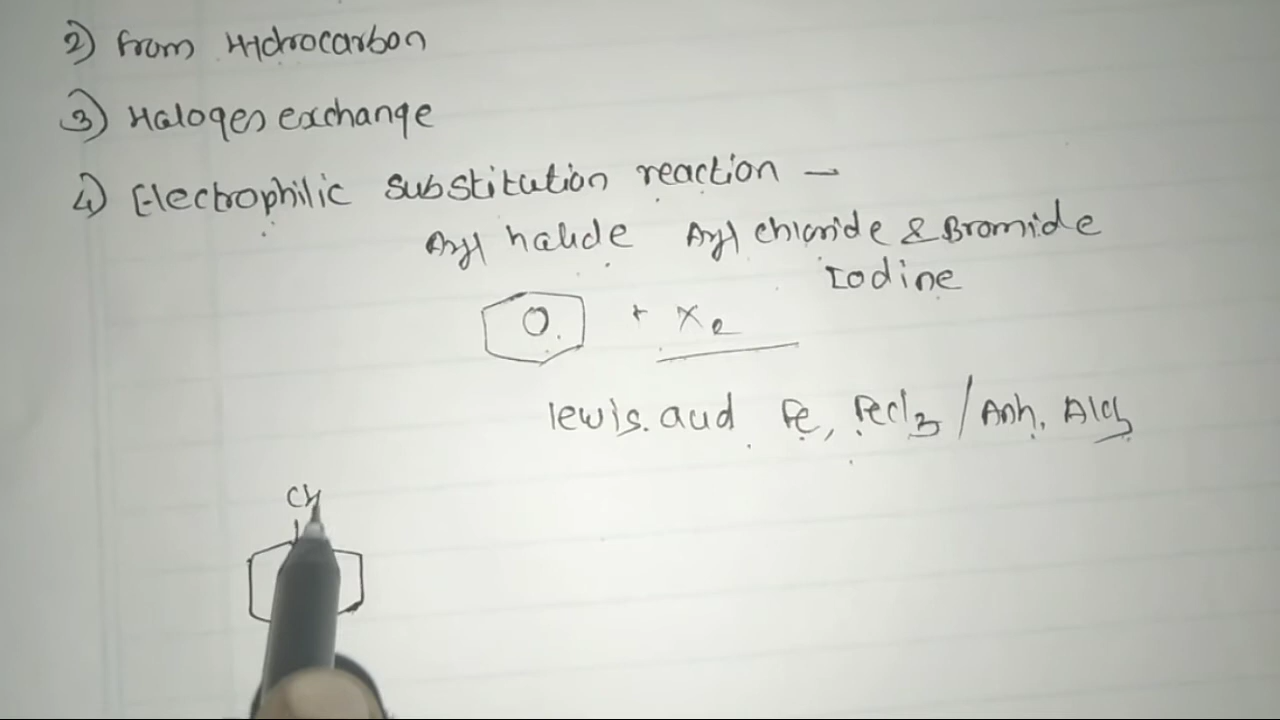 2) from Hydrocarbon
3) Halogen exchange
4) Electrophilic substitution reaction -
Aryl halide Aryl chloride & Bromide
Iodine
+ X2
lewis. acid Fe, FeCl3 / Anh. AlCl3
CH